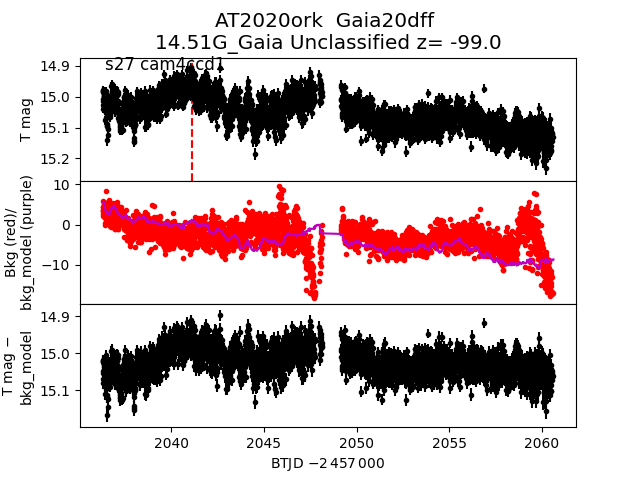 AT2020ork  Gaia20dff
14.51G_Gaia Unclassified z= -99.0
s27 cam4ccd1
14.9
15.0
15.1
15.2
T mag
10
0
−10
Bkg (red)/
bkg_model (purple)
14.9
15.0
15.1
T mag −
bkg_model
2040
2045
2050
2055
2060
BTJD −2 457 000